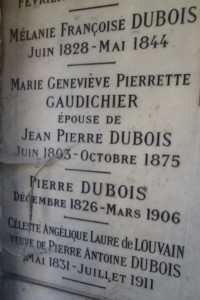 FÉVRIER
MÉLANIE FRANÇOISE DUBOIS
JUIN 1828-MAI 1844
MARIE GENEVIÈVE PIERRETTE
GAUDICHIER
ÉPOUSE DE
JEAN PIERRE DUBOIS
JUIN 1803-OCTOBRE 1875
PIERRE DUBOIS
DÉCEMBRE 1826-MARS 1906
CÉLESTE ANGÉLIQUE LAURE DE LOUVAIN
VEUVE DE PIERRE ANTOINE DUBOIS
MAI 1831-JUILLET 1911